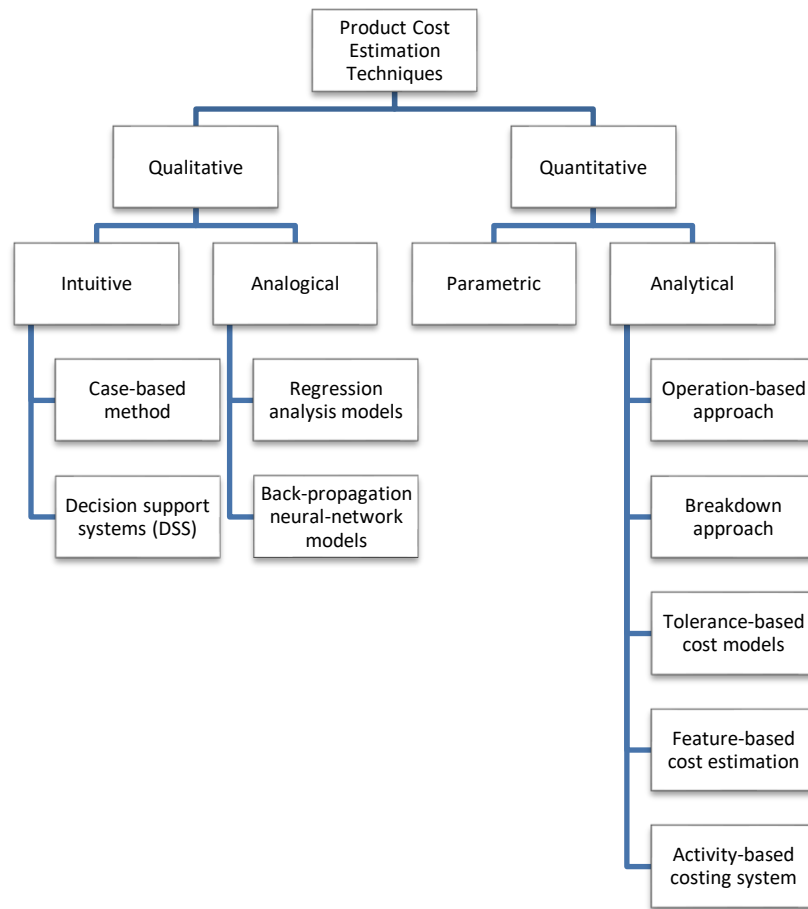 Product Cost
Estimation
Techniques
Qualitative
Quantitative
Intuitive
Analogical
Parametric
Analytical
Case-based
method
Regression
analysis models
Operation-based
approach
Decision support
systems (DSS)
Back-propagation
neural-network
models
Breakdown
approach
Tolerance-based
cost models
Feature-based
cost estimation
Activity-based
costing system